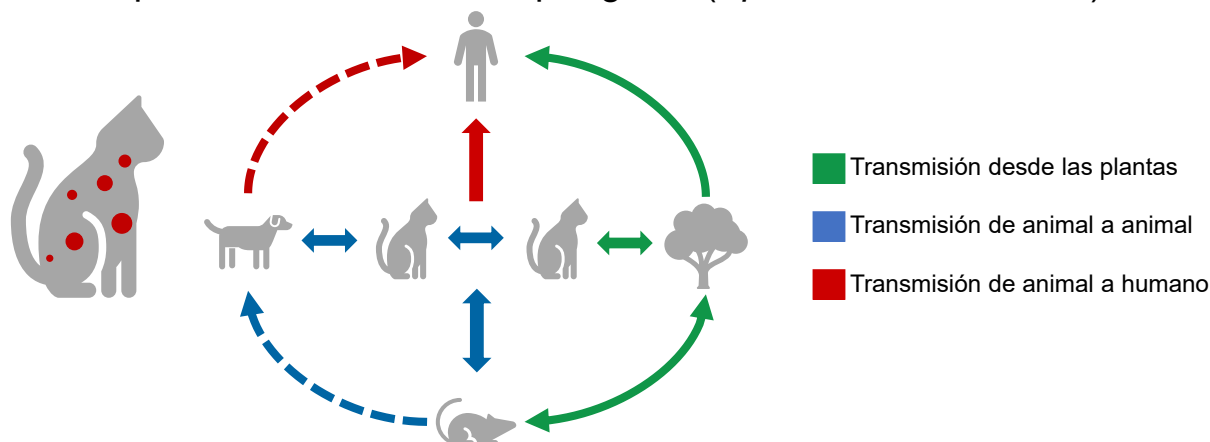 Transmisión desde las plantas
Transmisión de animal a animal
Transmisión de animal a humano